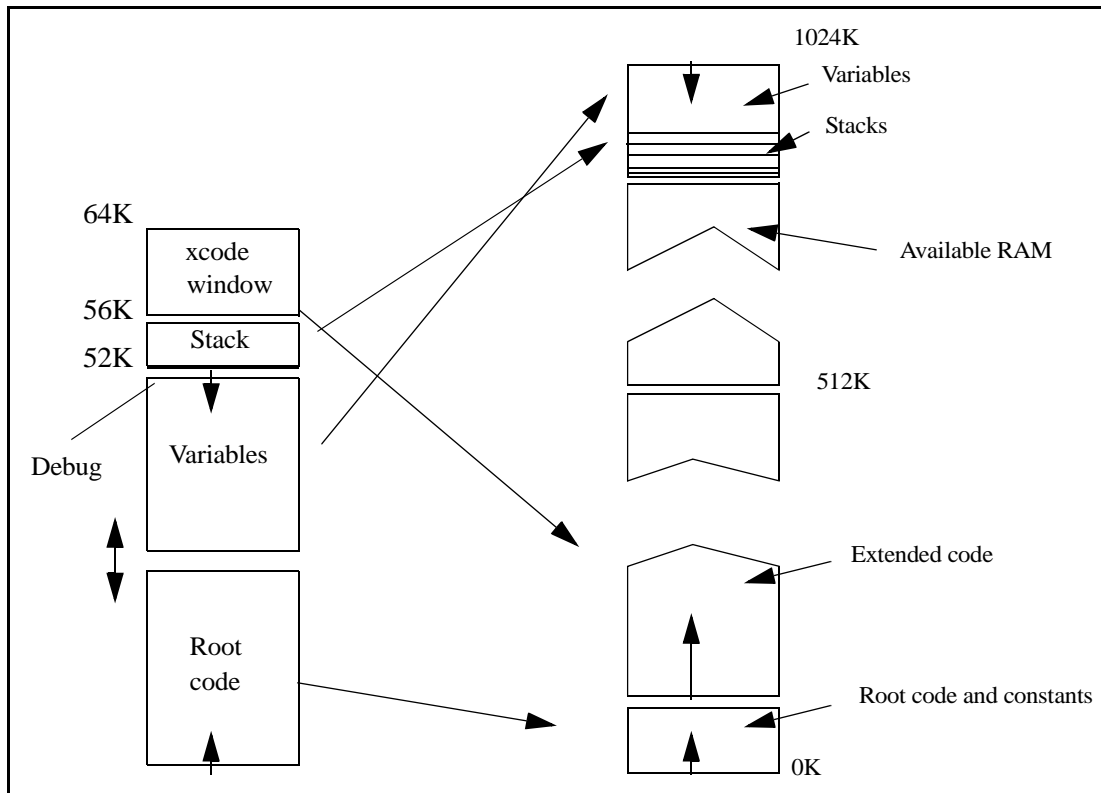 1024K
Variables
Stacks
64K
xcode
window
Available RAM
56K
Stack
52K
512K
Variables
Debug
Extended code
Root
code
Root code and constants
0K